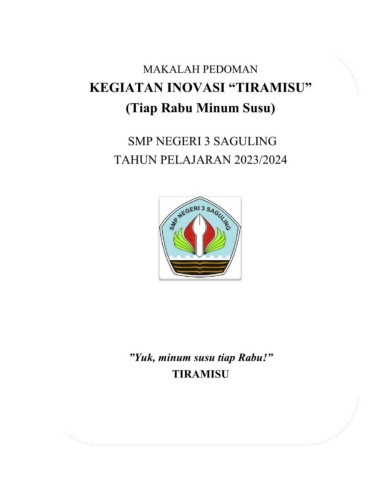 MAKALAH PEDOMAN
KEGIATAN INOVASI “TIRAMISU”
(Tiap Rabu Minum Susu)
SMP NEGERI 3 SAGULING
TAHUN PELAJARAN 2023/2024
SMP NEGERI 3 SAGULING
”Yuk, minum susu tiap Rabu!”
TIRAMISU